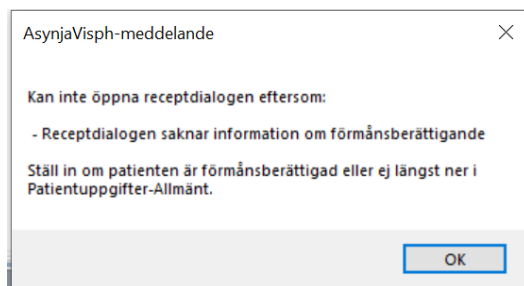 AsynjaVisph-meddelande
Kan inte öppna receptdialogen eftersom:
- Receptdialogen saknar information om förmånsberättigande
Ställ in om patienten är förmånsberättigad eller ej längst ner i
Patientuppgifter-Allmänt.
OK